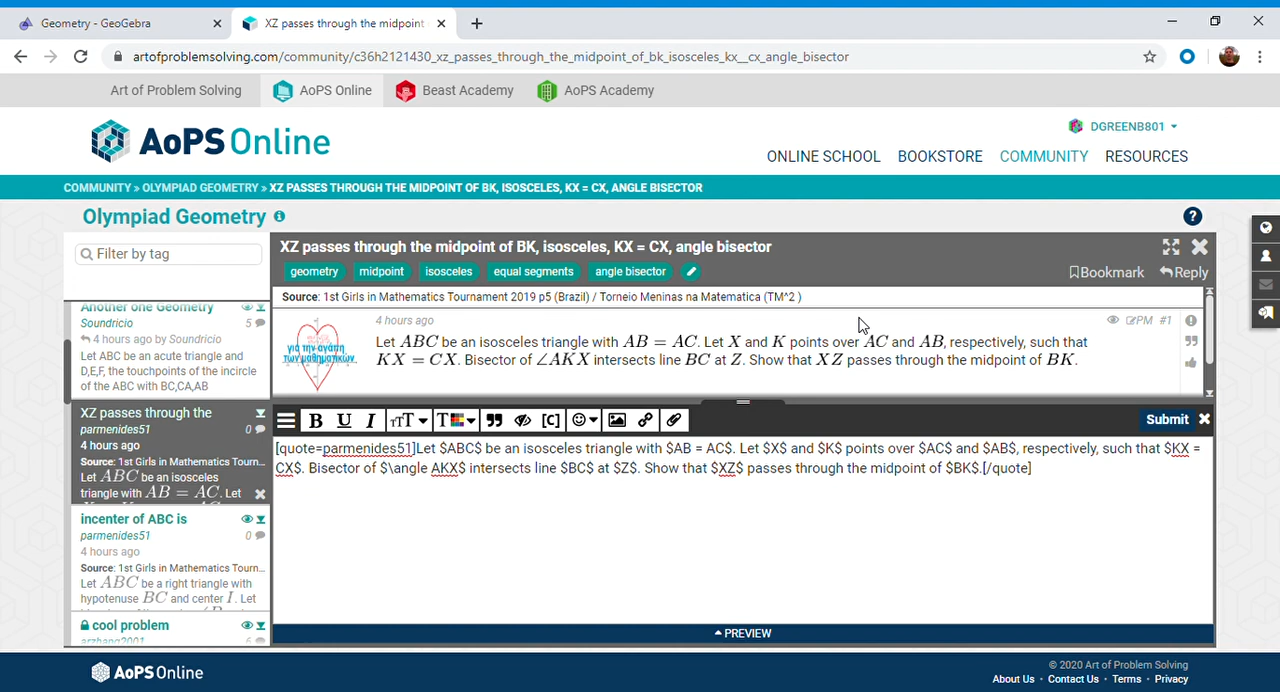 Geometry - GeoGebra
XZ passes through the midpoint
artofproblemsolving.com/community/c36h2121430_xz_passes_through_the_midpoint_of_bk_isosceles_kx__cx_angle_bisector
Art of Problem Solving
AoPS Online
Beast Academy
AoPS Academy
AoPS Online
DGREENB801
ONLINE SCHOOL BOOKSTORE COMMUNITY RESOURCES
COMMUNITY » OLYMPIAD GEOMETRY » XZ PASSES THROUGH THE MIDPOINT OF BK, ISOSCELES, KX = CX, ANGLE BISECTOR
Olympiad Geometry
Filter by tag
Another one Geometry
Soundricio
5
4 hours ago by Soundricio
Let ABC be an acute triangle and
D,E,F, the touchpoints of the incircle
of the ABC with BC,CA,AB
XZ passes through the
parmenides51
0
4 hours ago
Source: 1st Girls in Mathematics Tourn...
Let ABC be an isosceles
triangle with AB = AC. Let
incenter of ABC is
parmenides51
0
4 hours ago
Source: 1st Girls in Mathematics Tourn...
Let ABC be a right triangle with
hypotenuse BC and center I. Let
cool problem
arzhang2001
6
XZ passes through the midpoint of BK, isosceles, KX = CX, angle bisector
geometry midpoint isosceles equal segments angle bisector
Bookmark Reply
Source: 1st Girls in Mathematics Tournament 2019 p5 (Brazil) / Torneio Meninas na Matematica (TM^2 )
4 hours ago
PM #1
για την αγάπη
των μαθηματικών
Let ABC be an isosceles triangle with AB = AC. Let X and K points over AC and AB, respectively, such that
KX = CX. Bisector of ∠AKX intersects line BC at Z. Show that XZ passes through the midpoint of BK.
B U I тTT T [C]
Submit
[quote=parmenides51]Let $ABC$ be an isosceles triangle with $AB = AC$. Let $X$ and $K$ points over $AC$ and $AB$, respectively, such that $KX =
CX$. Bisector of $\angle AKX$ intersects line $BC$ at $Z$. Show that $XZ$ passes through the midpoint of $BK$.[/quote]
PREVIEW
AoPS Online
© 2020 Art of Problem Solving
About Us · Contact Us · Terms · Privacy